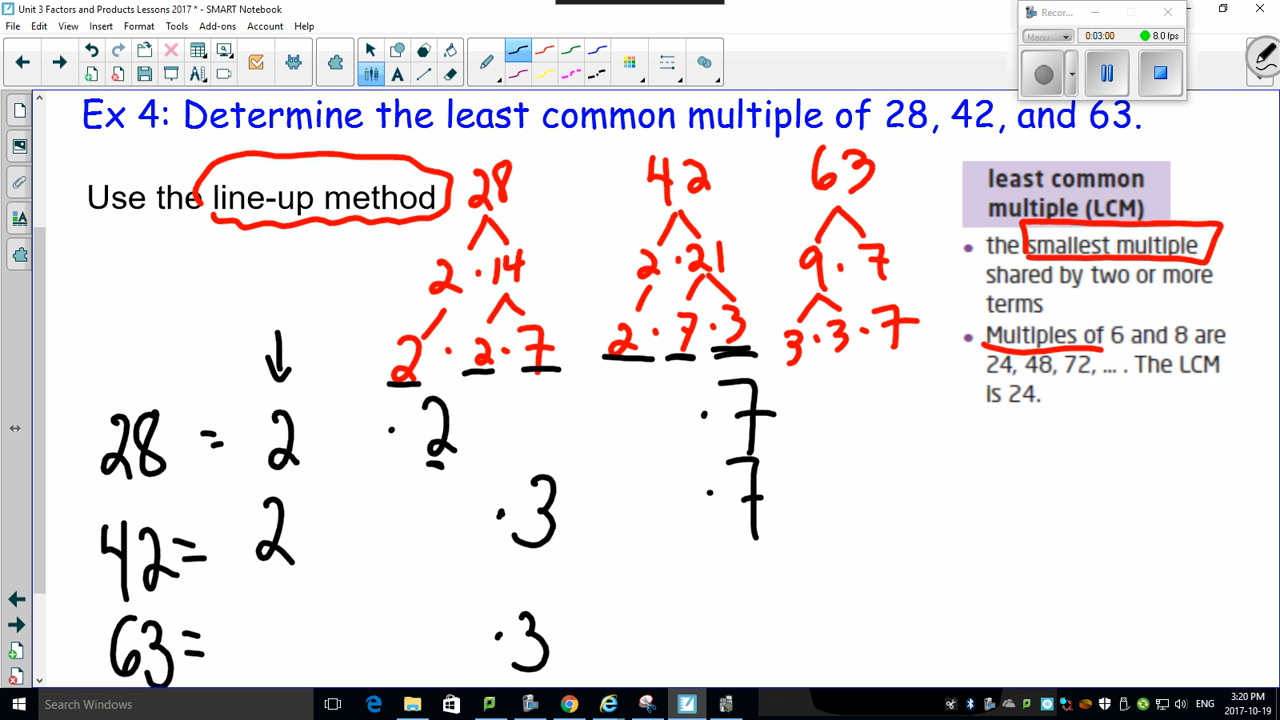 Unit 3 Factors and Products Lessons 2017 * - SMART Notebook
Recor...
File Edit View Insert Format Tools Add-ons Account Help
Menu 0:03:00 8.0 fps
Ex 4: Determine the least common multiple of 28, 42, and 63.
Use the line-up method
28 42 63
2 · 14 2 · 21 9 · 7
2 · 2 · 7 2 · 7 · 3 3 · 3 · 7
least common
multiple (LCM)
the smallest multiple
shared by two or more
terms
Multiples of 6 and 8 are
24, 48, 72, ... . The LCM
is 24.
28 = 2 · 2 · 7
42 = 2 · 3 · 7
63 = · 3
Search Windows
3:20 PM
2017-10-19